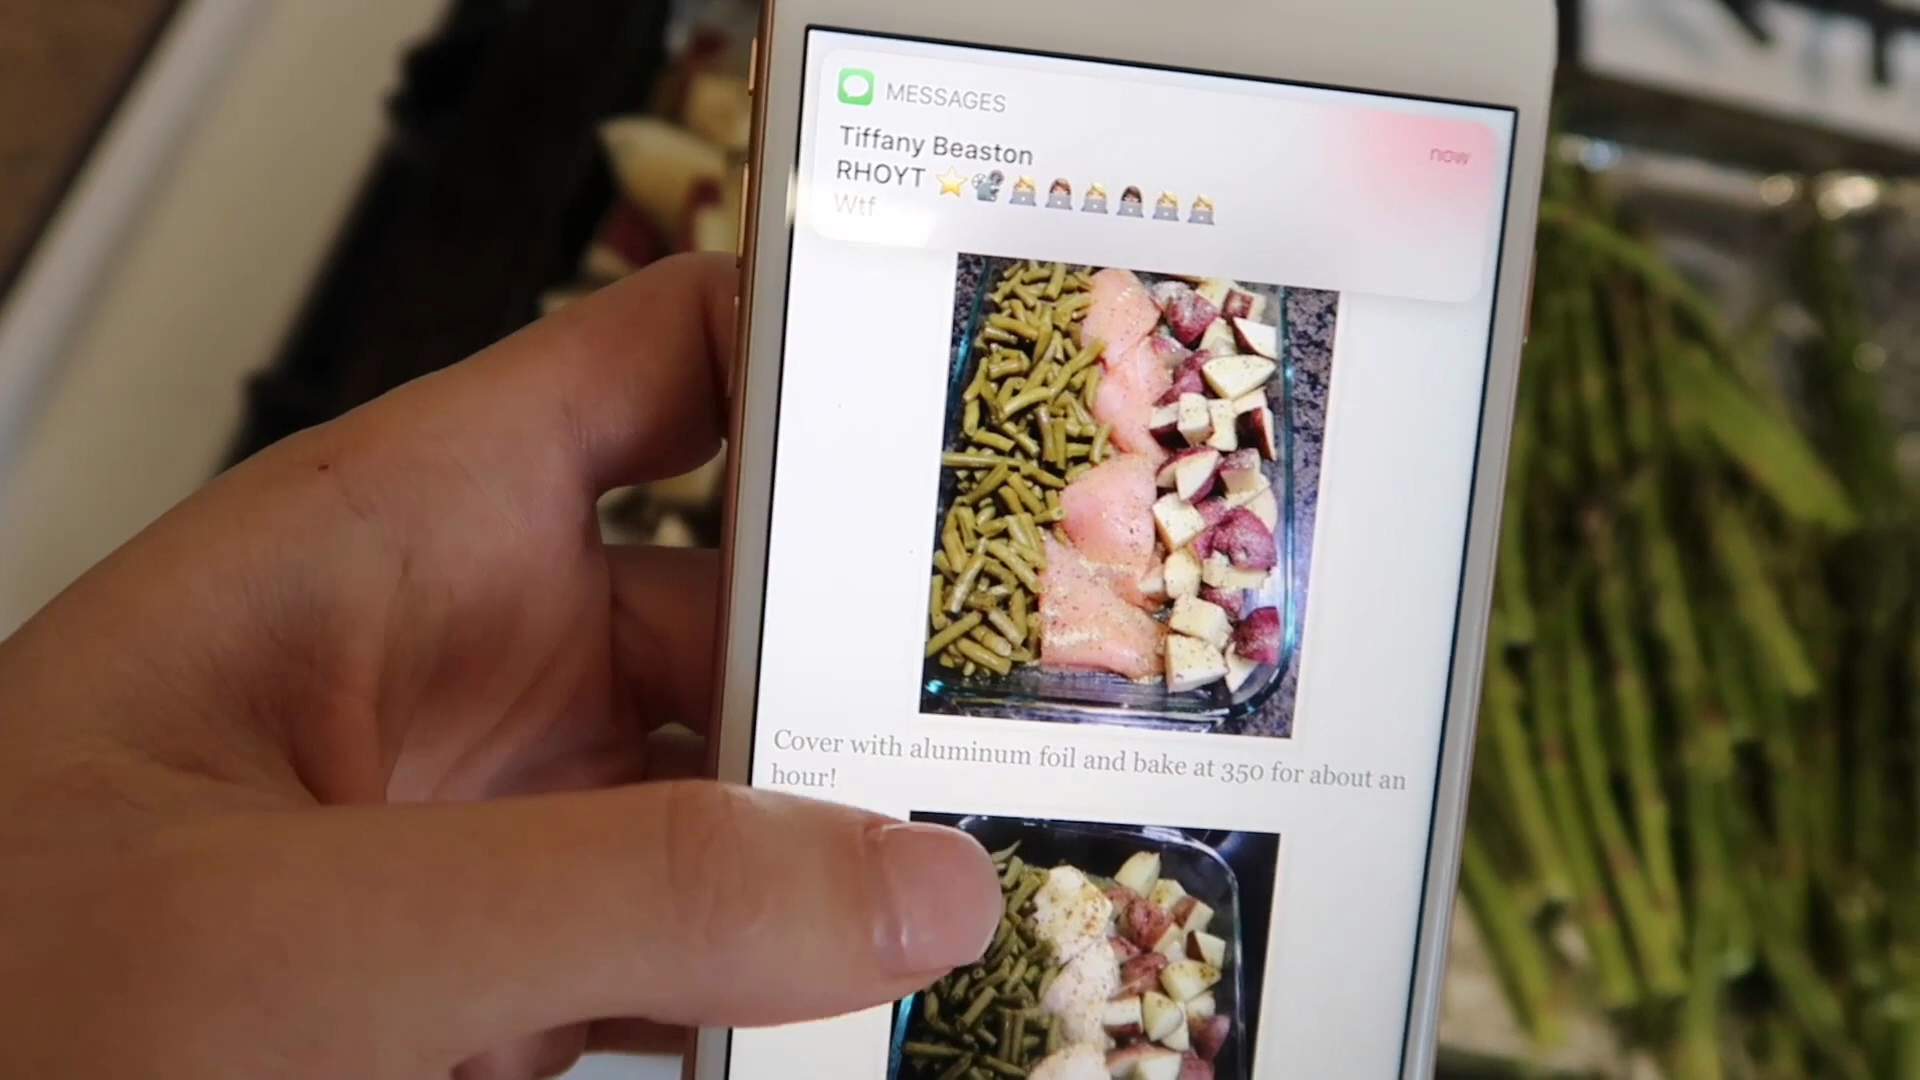 MESSAGES
now
Tiffany Beaston
RHOYT ⭐📽👩‍💻👩‍💻👩‍💻👩‍💻👩‍💻👩‍💻
Wtf
Cover with aluminum foil and bake at 350 for about an
hour!